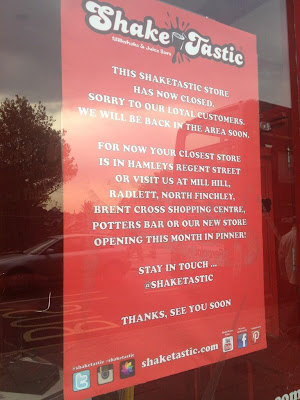 Shake Tastic
Milkshake & Juice Bars
THIS SHAKETASTIC STORE
HAS NOW CLOSED,
SORRY TO OUR LOYAL CUSTOMERS.
WE WILL BE BACK IN THE AREA SOON.
FOR NOW YOUR CLOSEST STORE
IS IN HAMLEYS REGENT STREET
OR VISIT US AT MILL HILL,
RADLETT, NORTH FINCHLEY,
BRENT CROSS SHOPPING CENTRE,
POTTERS BAR OR OUR NEW STORE
OPENING THIS MONTH IN PINNER!
STAY IN TOUCH ...
@SHAKETASTIC
THANKS, SEE YOU SOON
#shaketastic @shaketastic
shaketastic.com